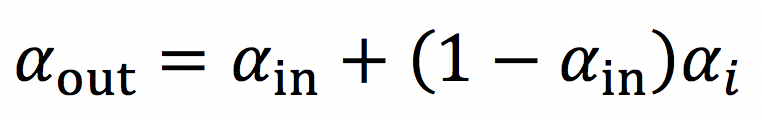 α_out = α_in + (1 − α_in)α_i